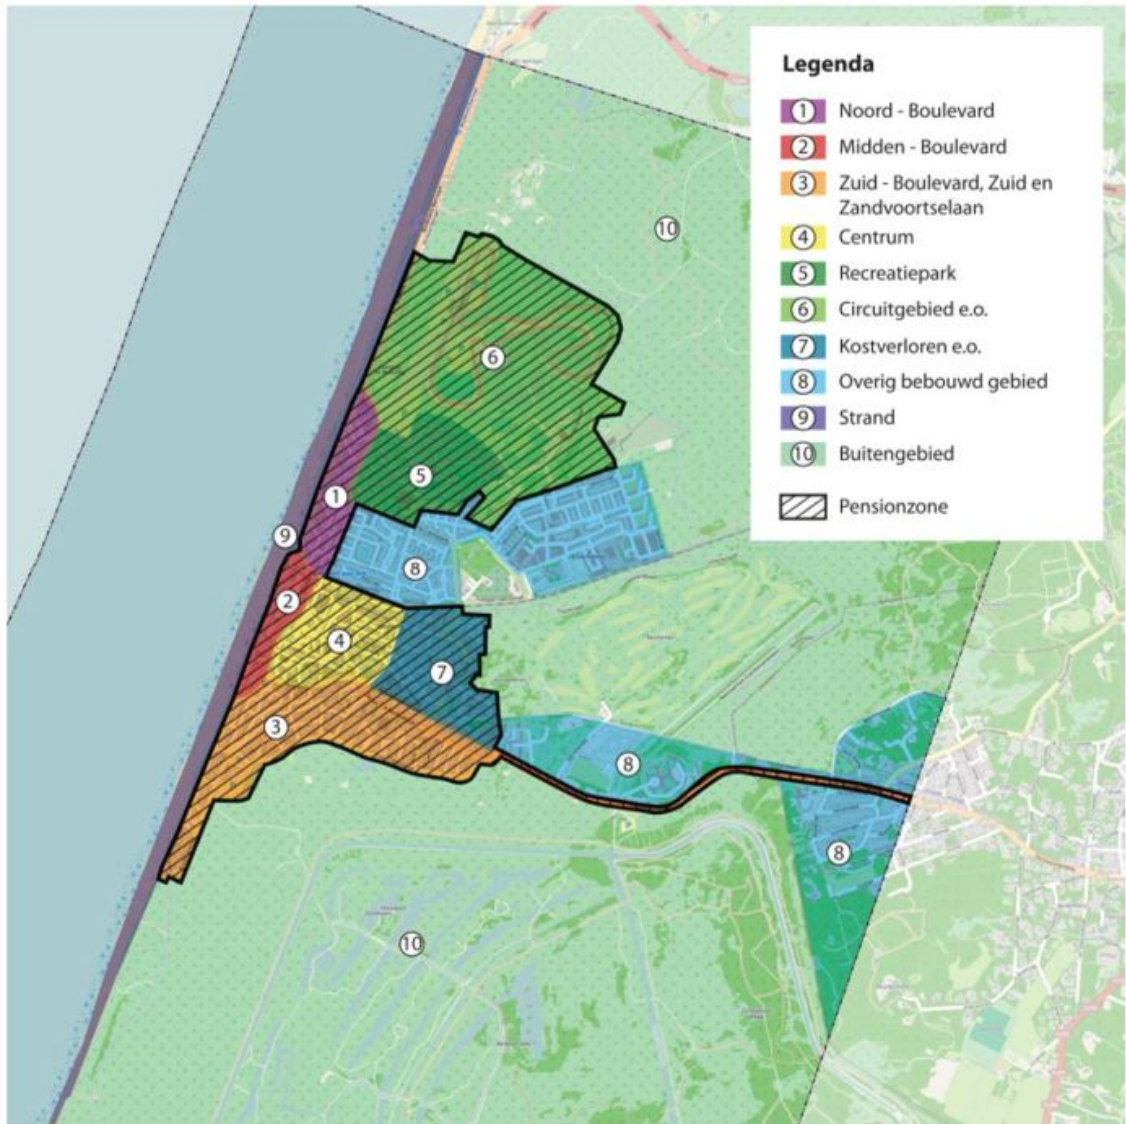 Legenda
1 Noord - Boulevard
2 Midden - Boulevard
3 Zuid - Boulevard, Zuid en
Zandvoortselaan
4 Centrum
5 Recreatiepark
6 Circuitgebied e.o.
7 Kostverloren e.o.
8 Overig bebouwd gebied
9 Strand
10 Buitengebied
Pensionzone
10
6
5
1
9
8
2
4
7
3
8
8
10